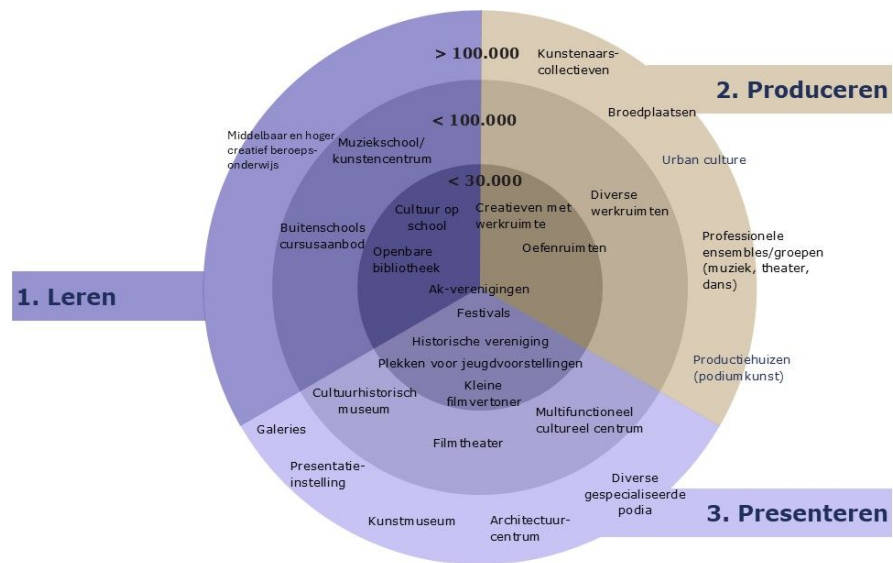 > 100.000
Kunstenaars-
collectieven
2. Produceren
< 100.000
Broedplaatsen
Middelbaar en hoger
creatief beroeps-
onderwijs
Muziekschool/
kunstencentrum
Urban culture
< 30.000
Cultuur op
school
Creatieven met
werkruimte
Diverse
werkruimten
Buitenschools
cursusaanbod
Openbare
bibliotheek
Oefenruimten
Professionele
ensembles/groepen
(muziek, theater,
dans)
1. Leren
Ak-verenigingen
Festivals
Historische vereniging
Plekken voor jeugdvoorstellingen
Kleine
filmvertoner
Productiehuizen
(podiumkunst)
Cultuurhistorisch
museum
Multifunctioneel
cultureel centrum
Galeries
Filmtheater
Presentatie-
instelling
Diverse
gespecialiseerde
podia
3. Presenteren
Kunstmuseum
Architectuur-
centrum